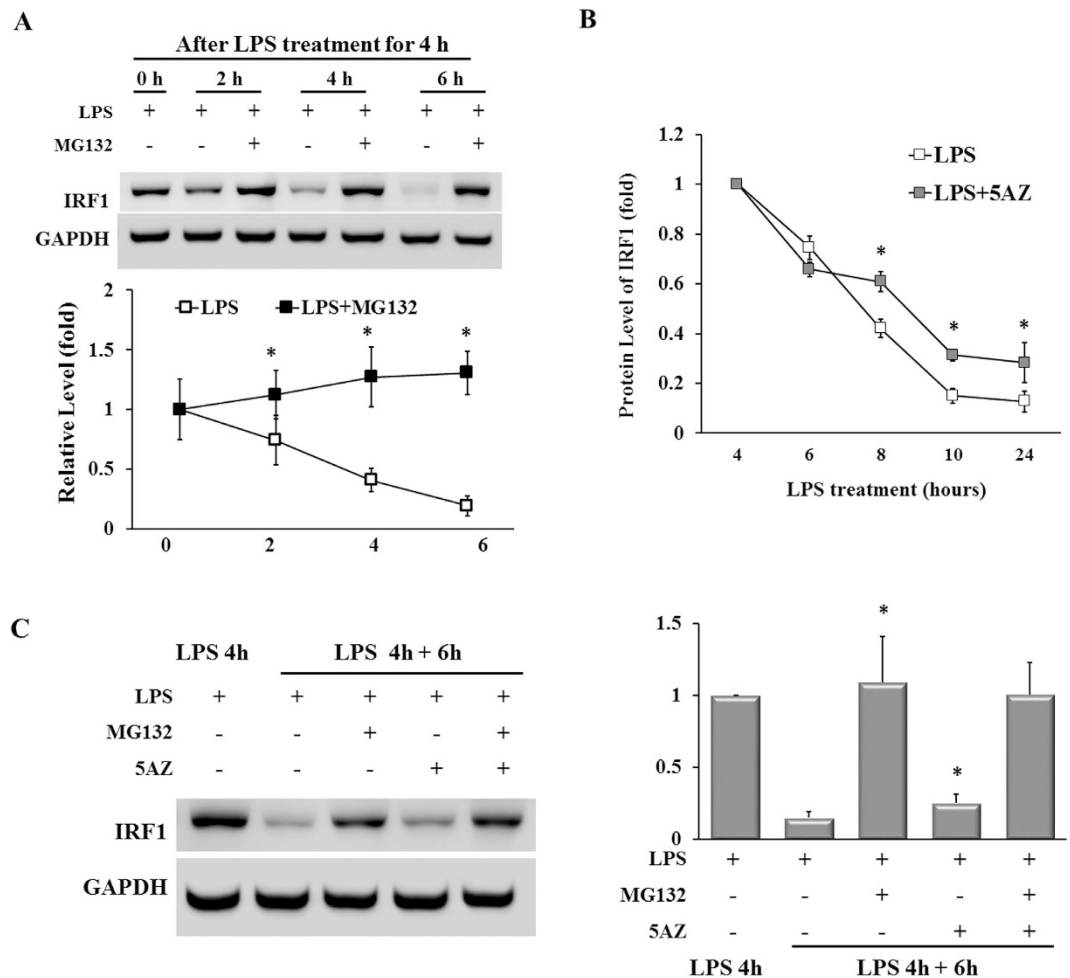 A
After LPS treatment for 4 h
0 h 2 h 4 h 6 h
LPS + + + + + + +
MG132 - - + - + - +
IRF1
GAPDH
2
1.5
1
0.5
0
Relative Level (fold)
LPS LPS+MG132
* * *
0 2 4 6
B
1.2
1
0.8
0.6
0.4
0.2
0
Protein Level of IRF1 (fold)
LPS
LPS+5AZ
* * *
4 6 8 10 24
LPS treatment (hours)
C
LPS 4h LPS 4h + 6h
LPS + + + + +
MG132 - - + - +
5AZ - - - + +
IRF1
GAPDH
1.5
1
0.5
0
* *
LPS + + + + +
MG132 - - + - +
5AZ - - - + +
LPS 4h LPS 4h + 6h